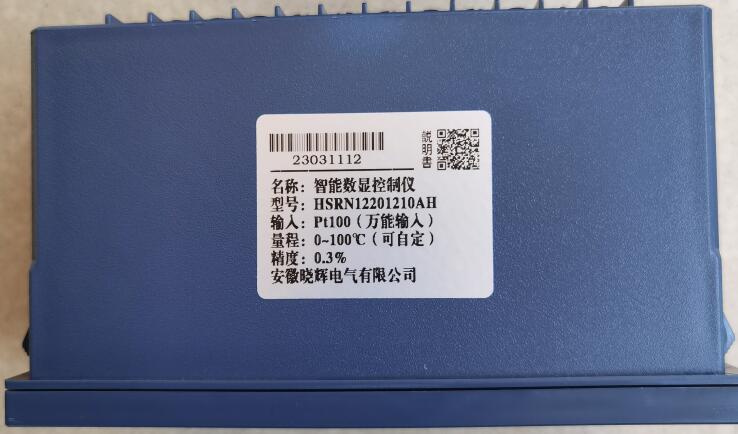 23031112
説明書
名称：智能数显控制仪
型号：HSRN12201210AH
输入：Pt100（万能输入）
量程：0~100℃（可自定）
精度：0.3%
安徽晓辉电气有限公司